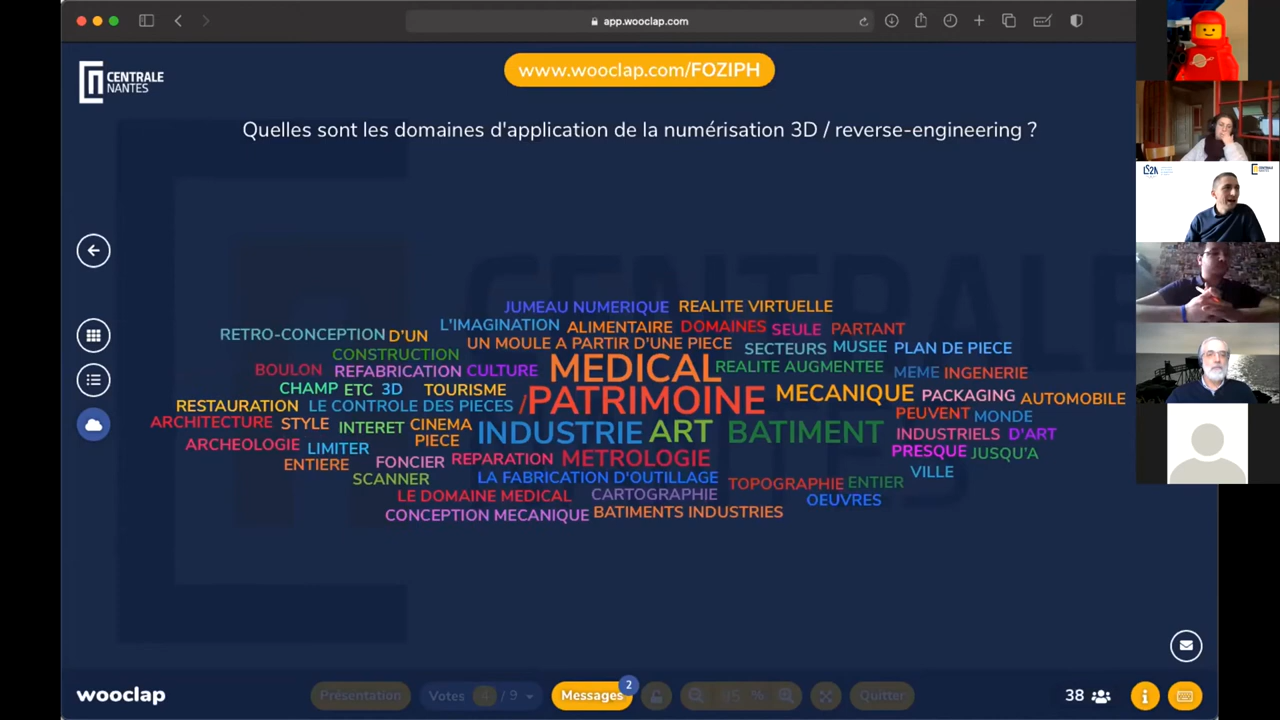 app.wooclap.com
CENTRALE
NANTES
www.wooclap.com/FOZIPH
Quelles sont les domaines d'application de la numérisation 3D / reverse-engineering ?
JUMEAU NUMERIQUE REALITE VIRTUELLE
RETRO-CONCEPTION D'UN L'IMAGINATION ALIMENTAIRE DOMAINES SEULE PARTANT
UN MOULE A PARTIR D'UNE PIECE SECTEURS MUSEE PLAN DE PIECE
CONSTRUCTION
BOULON REFABRICATION CULTURE MEDICAL REALITE AUGMENTEE MEME INGENERIE
CHAMP ETC 3D TOURISME /PATRIMOINE MECANIQUE PACKAGING AUTOMOBILE
RESTAURATION LE CONTROLE DES PIECES
PEUVENT MONDE
ARCHITECTURE STYLE INTERET CINEMA INDUSTRIE ART BATIMENT INDUSTRIELS D'ART
ARCHEOLOGIE LIMITER PIECE PRESQUE JUSQU'A
ENTIERE FONCIER REPARATION METROLOGIE VILLE
SCANNER LA FABRICATION D'OUTILLAGE TOPOGRAPHIE ENTIER
LE DOMAINE MEDICAL CARTOGRAPHIE OEUVRES
CONCEPTION MECANIQUE BATIMENTS INDUSTRIES
wooclap
Présentation
Votes 4 / 9
Messages 2
%
Quitter
38
LS2N
CENTRALE
NANTES